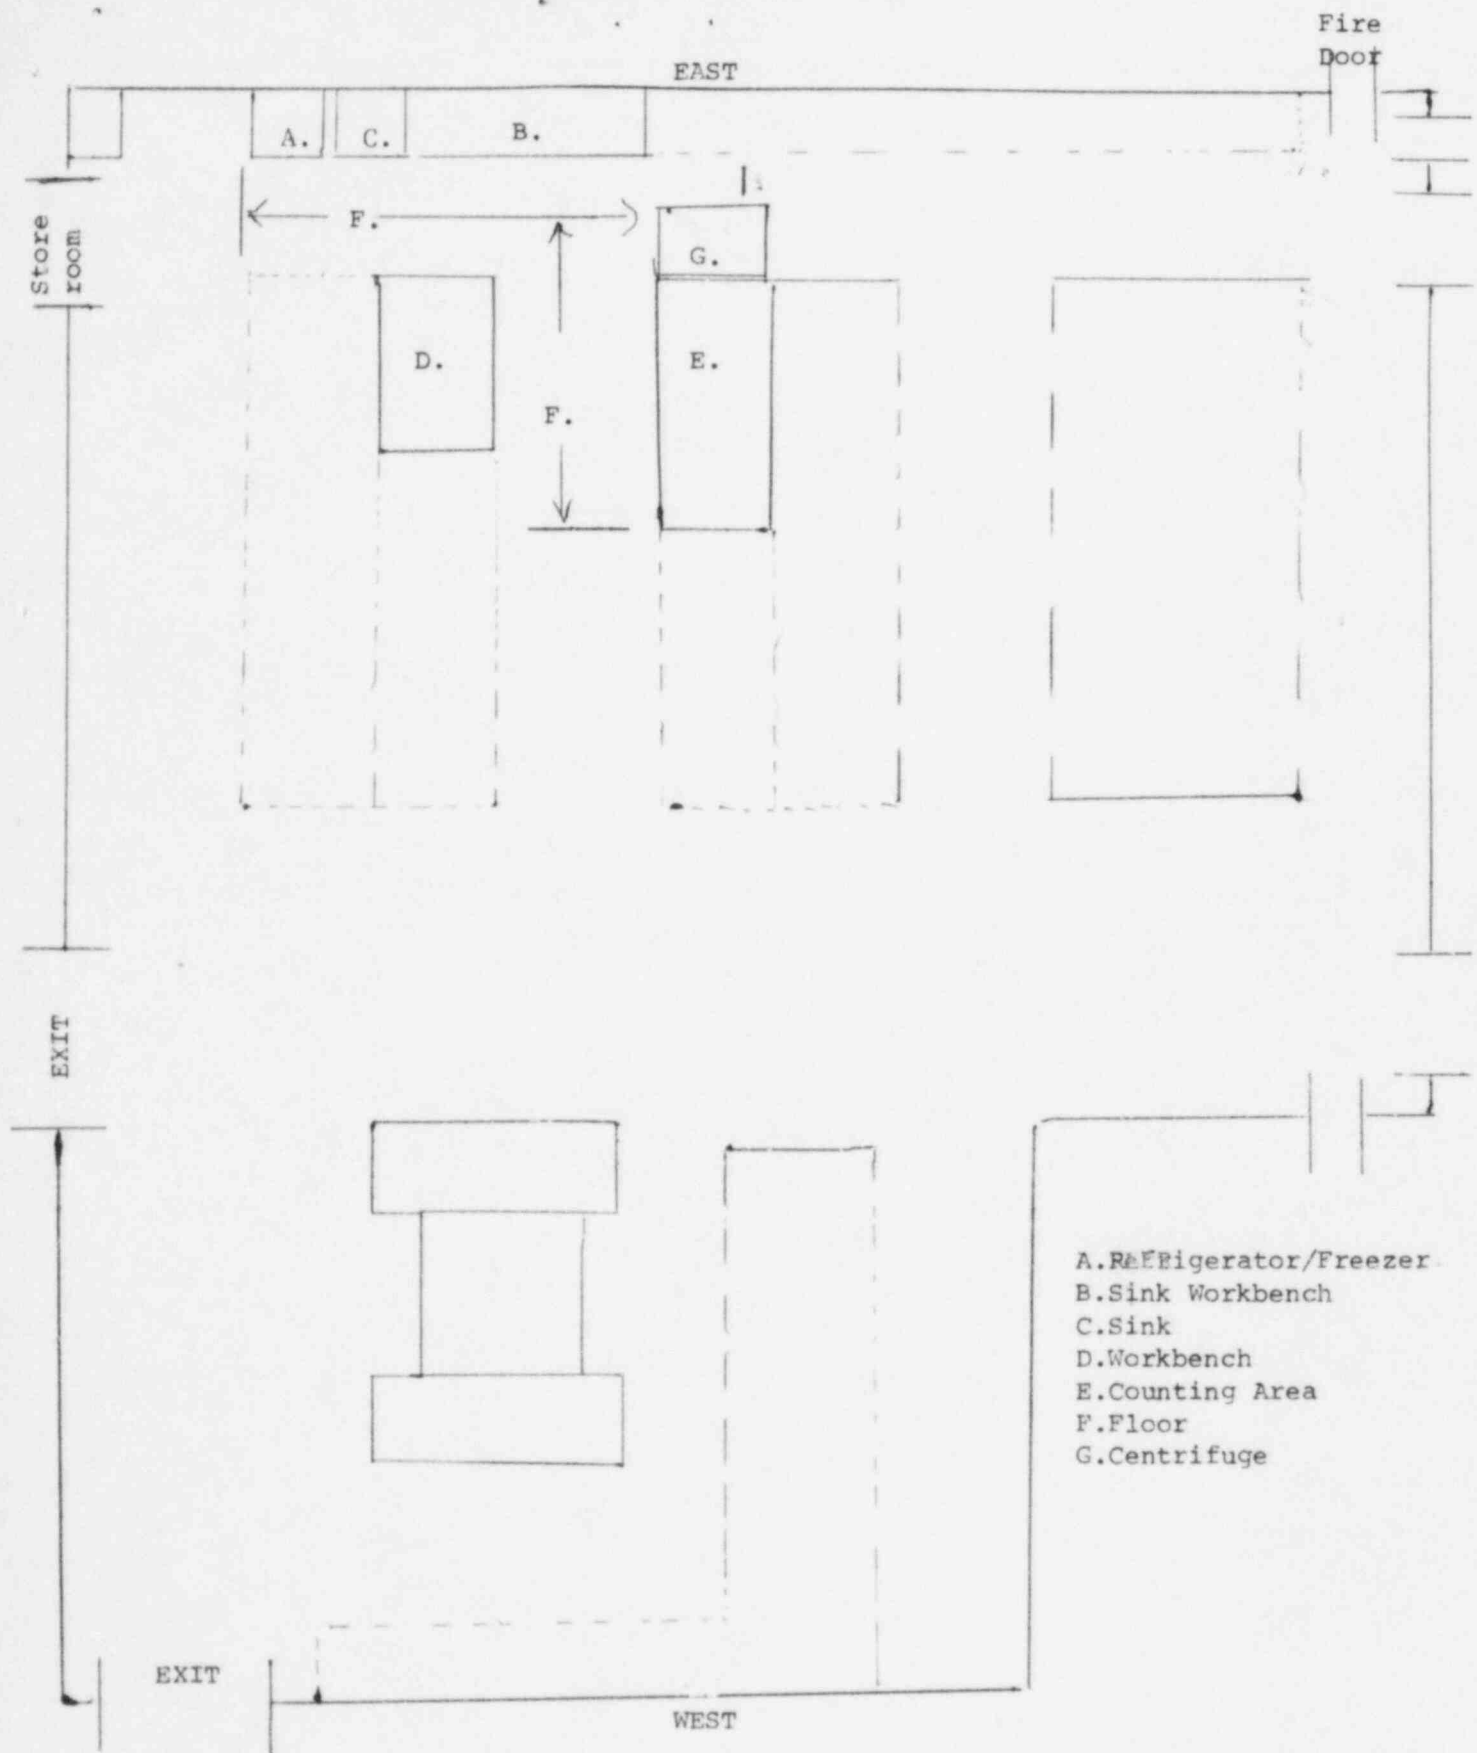 Fire
Door
EAST
A.
C.
B.
Store
room
F.
G.
D.
E.
F.
EXIT
A.Refrigerator/Freezer
B.Sink Workbench
C.Sink
D.Workbench
E.Counting Area
F.Floor
G.Centrifuge
EXIT
WEST